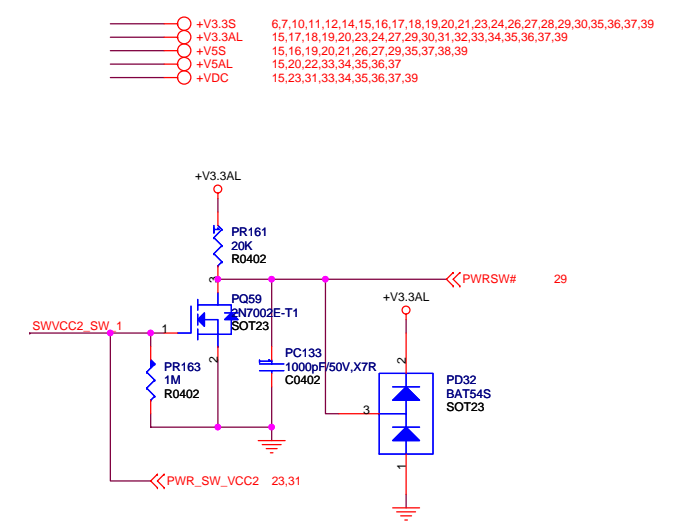 +V3.3S 6,7,10,11,12,14,15,16,17,18,19,20,21,23,24,26,27,28,29,30,35,36,37,39
+V3.3AL 15,17,18,19,20,23,24,27,29,30,31,32,33,34,35,36,37,39
+V5S 15,16,19,20,21,26,27,29,35,37,38,39
+V5AL 15,20,22,33,34,35,36,37
+VDC 15,23,31,33,34,35,36,37,39
+V3.3AL
PR161
20K
R0402
3
PWRSW# 29
+V3.3AL
PQ59
2N7002E-T1
SOT23
SWVCC2_SW_1
1
2
PC133
1000pF/50V,X7R
C0402
PR163
1M
R0402
2
PD32
BAT54S
SOT23
3
1
PWR_SW_VCC2 23,31